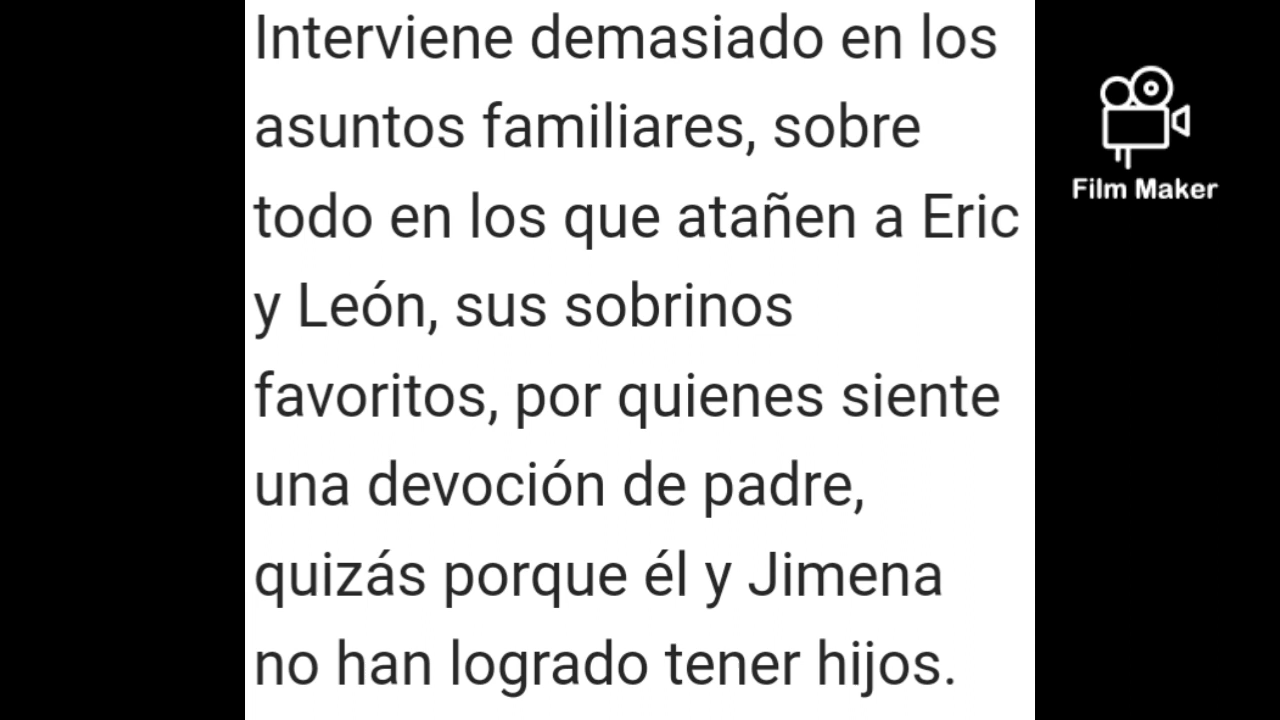 Interviene demasiado en los
asuntos familiares, sobre
todo en los que atañen a Eric
y León, sus sobrinos
favoritos, por quienes siente
una devoción de padre,
quizás porque él y Jimena
no han logrado tener hijos.
Film Maker